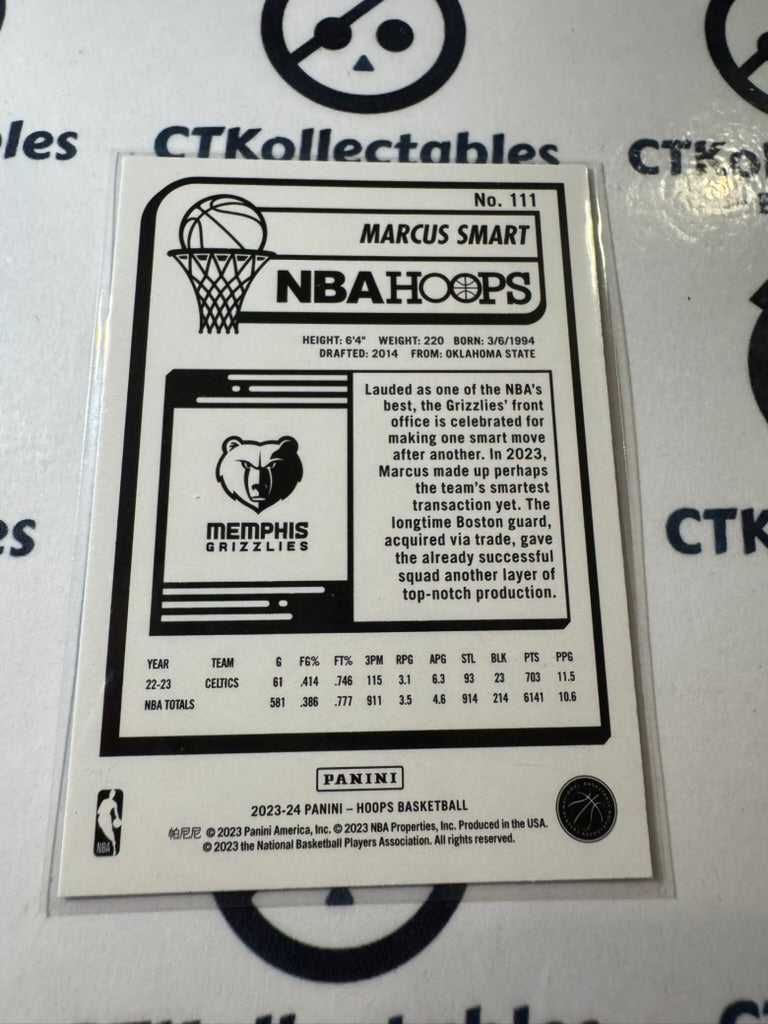 les
CTKollectables
CTKo
No. 111
MARCUS SMART
NBA HOOPS
HEIGHT: 6'4" WEIGHT: 220 BORN: 3/6/1994
DRAFTED: 2014 FROM: OKLAHOMA STATE
Lauded as one of the NBA's
best, the Grizzlies' front
office is celebrated for
making one smart move
after another. In 2023,
Marcus made up perhaps
the team's smartest
transaction yet. The
longtime Boston guard,
acquired via trade, gave
the already successful
squad another layer of
top-notch production.
MEMPHIS
GRIZZLIES
YEAR TEAM G FG% FT% 3PM RPG APG STL BLK PTS PPG
22-23 CELTICS 61 .414 .746 115 3.1 6.3 93 23 703 11.5
NBA TOTALS 581 .386 .777 911 3.5 4.6 914 214 6141 10.6
es
CTK
PANINI
2023-24 PANINI – HOOPS BASKETBALL
帕尼尼 © 2023 Panini America, Inc. © 2023 NBA Properties, Inc. Produced in the USA.
© 2023 the National Basketball Players Association. All rights reserved.
NBA